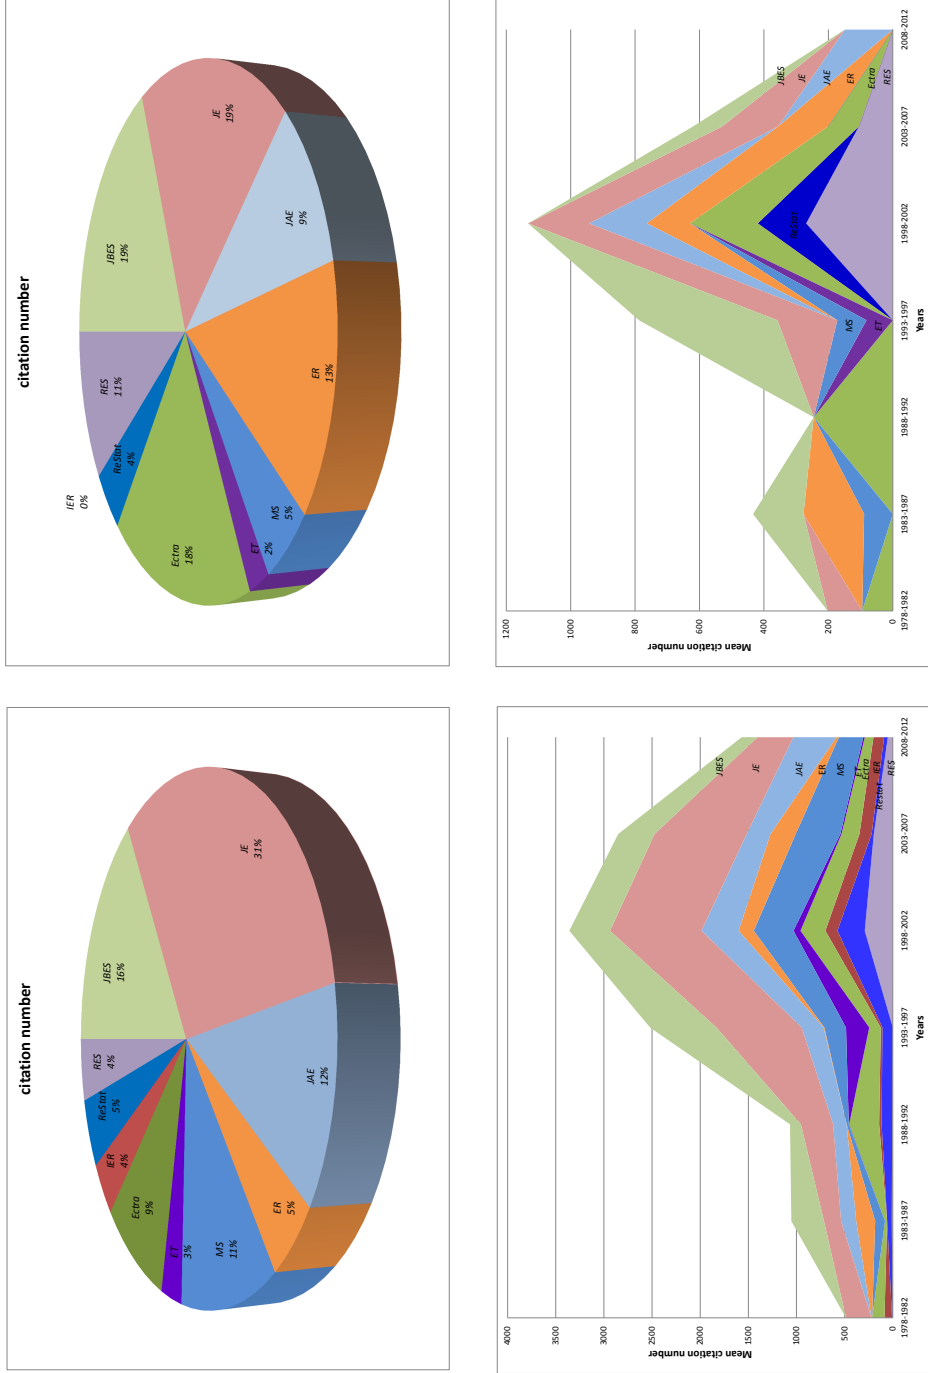 citation number
JBES
16%
JE
31%
JAE
12%
ER
5%
MS
11%
ET
3%
Ectra
9%
IER
4%
ReStat
5%
RES
4%
citation number
JBES
19%
JE
19%
JAE
9%
ER
13%
MS
5%
ET
2%
Ectra
18%
IER
0%
ReStat
4%
RES
11%
Mean citation number
4000
3500
3000
2500
2000
1500
1000
500
0
JBES
JE
JAE
ER
MS
ET
Ectra
IER
Restat
RES
1978-1982
1983-1987
1988-1992
1993-1997
1998-2002
2003-2007
2008-2012
Years
Mean citation number
1200
1000
800
600
400
200
0
JBES
JE
JAE
ER
Ectra
RES
ReStat
MS
ET
1978-1982
1983-1987
1988-1992
1993-1997
1998-2002
2003-2007
2008-2012
Years